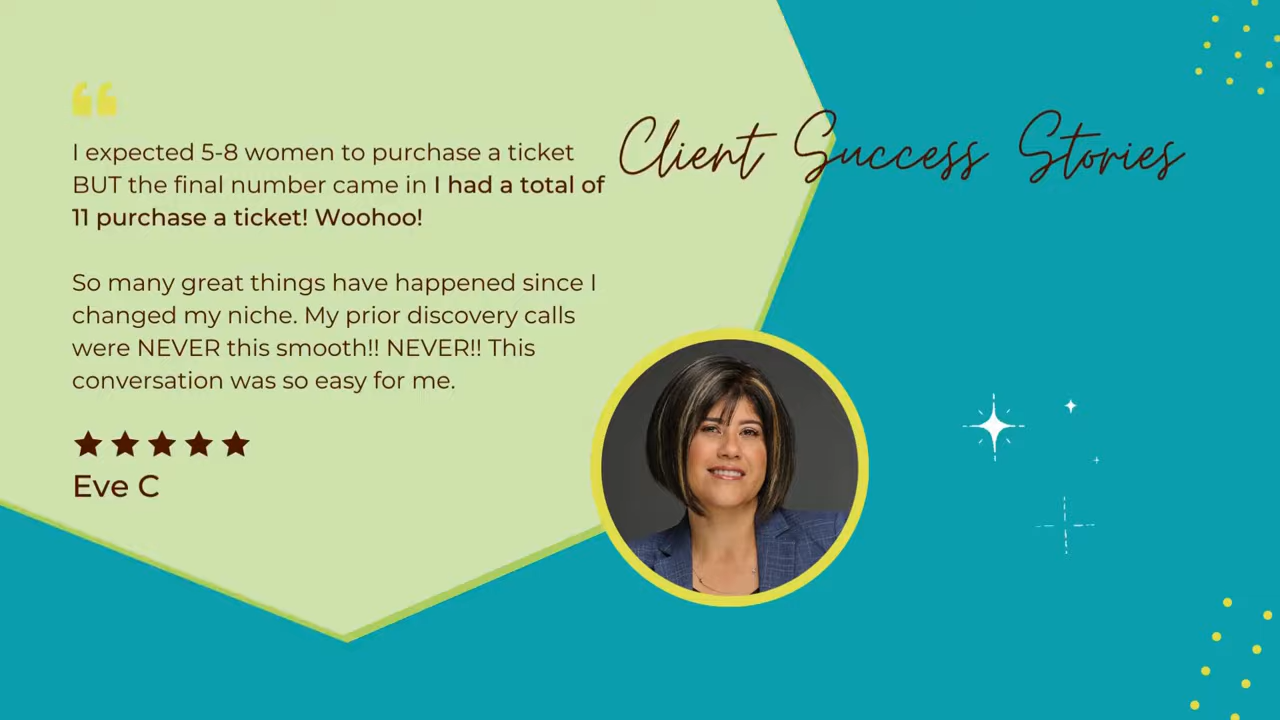 Client Success Stories
“
I expected 5-8 women to purchase a ticket
BUT the final number came in I had a total of
11 purchase a ticket! Woohoo!
So many great things have happened since I
changed my niche. My prior discovery calls
were NEVER this smooth!! NEVER!! This
conversation was so easy for me.
Eve C